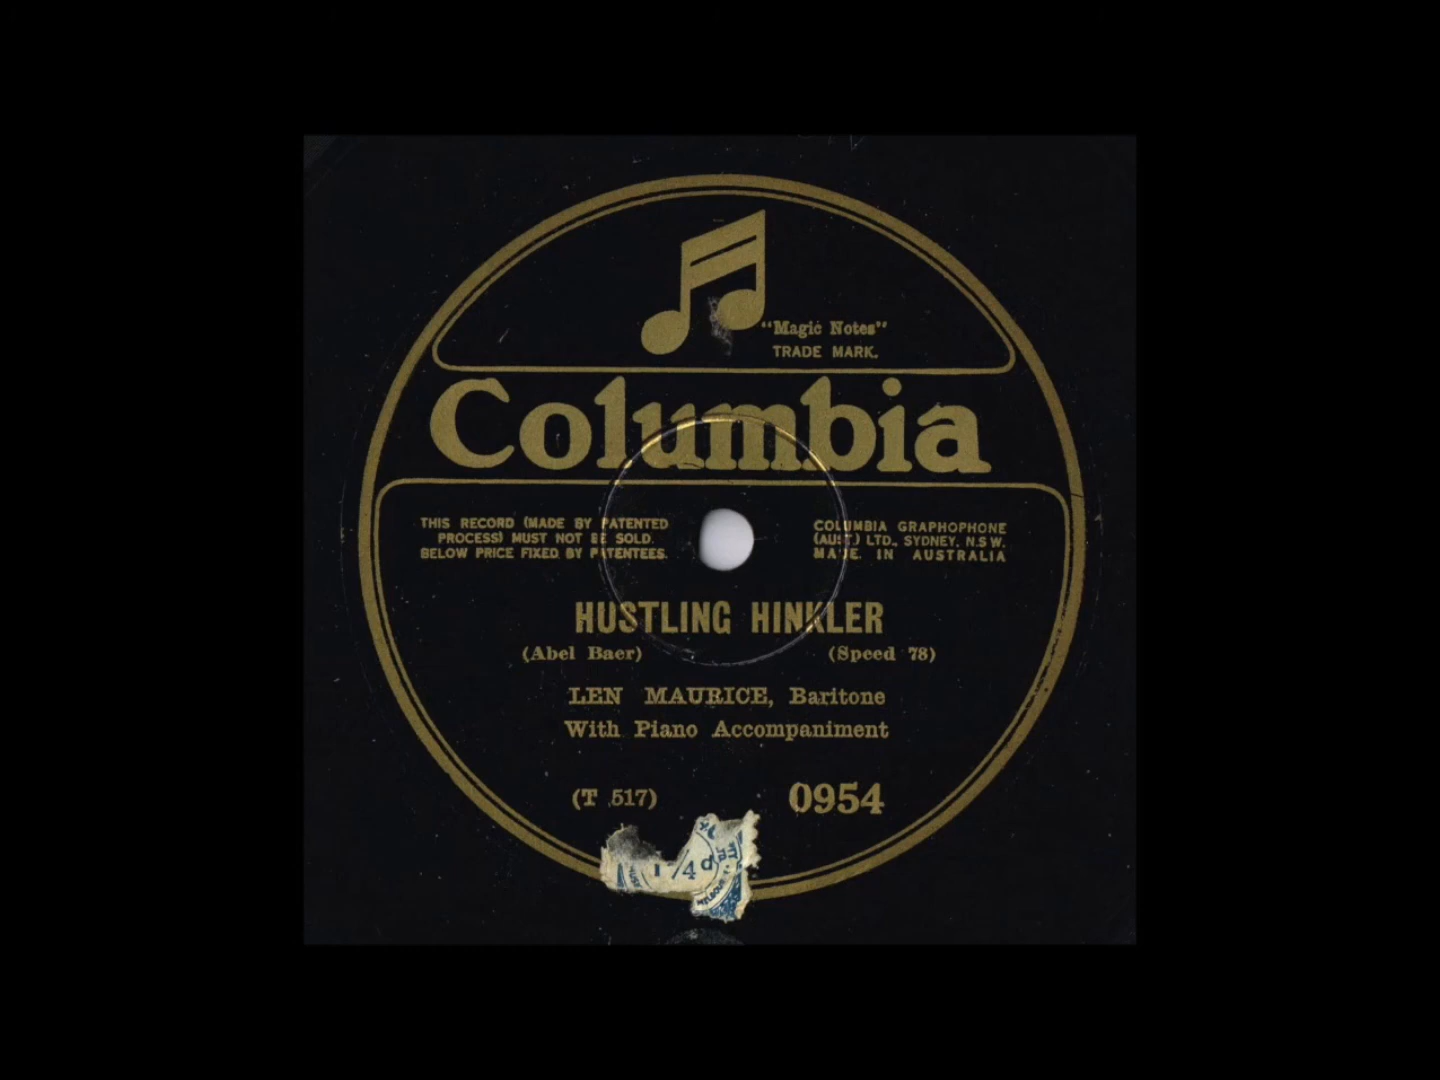 "Magic Notes"
TRADE MARK.
Columbia
THIS RECORD (MADE BY PATENTED
PROCESS) MUST NOT BE SOLD
BELOW PRICE FIXED BY PATENTEES.
COLUMBIA GRAPHOPHONE
(AUST.) LTD., SYDNEY, N.S.W.
MADE IN AUSTRALIA
HUSTLING HINKLER
(Abel Baer) (Speed 78)
LEN MAURICE, Baritone
With Piano Accompaniment
(T 517) 0954
1/4d